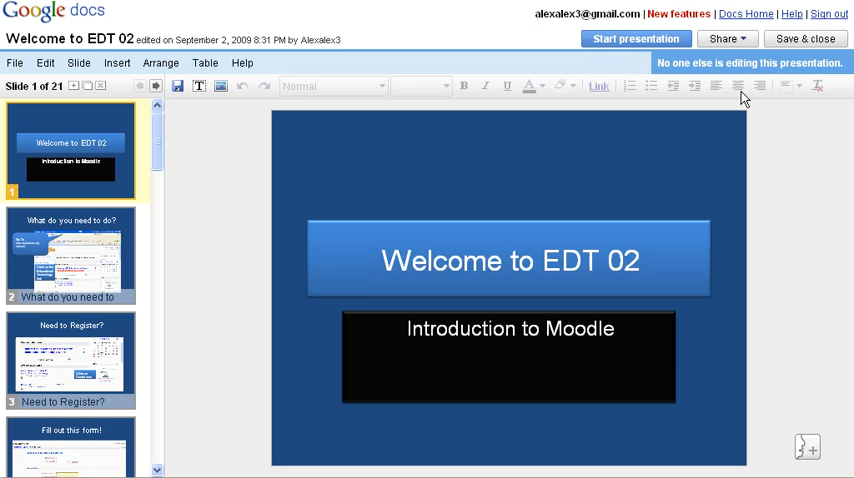 Google docs
alexalex3@gmail.com | New features | Docs Home | Help | Sign out
Welcome to EDT 02 edited on September 2, 2009 8:31 PM by Alexalex3
Start presentation Share Save & close
File Edit Slide Insert Arrange Table Help
No one else is editing this presentation.
Slide 1 of 21
T Normal B I U A Link
Welcome to EDT 02
Introduction to Moodle
1
What do you need to do?
2 What do you need to
Need to Register?
3 Need to Register?
Fill out this form!
Welcome to EDT 02
Introduction to Moodle